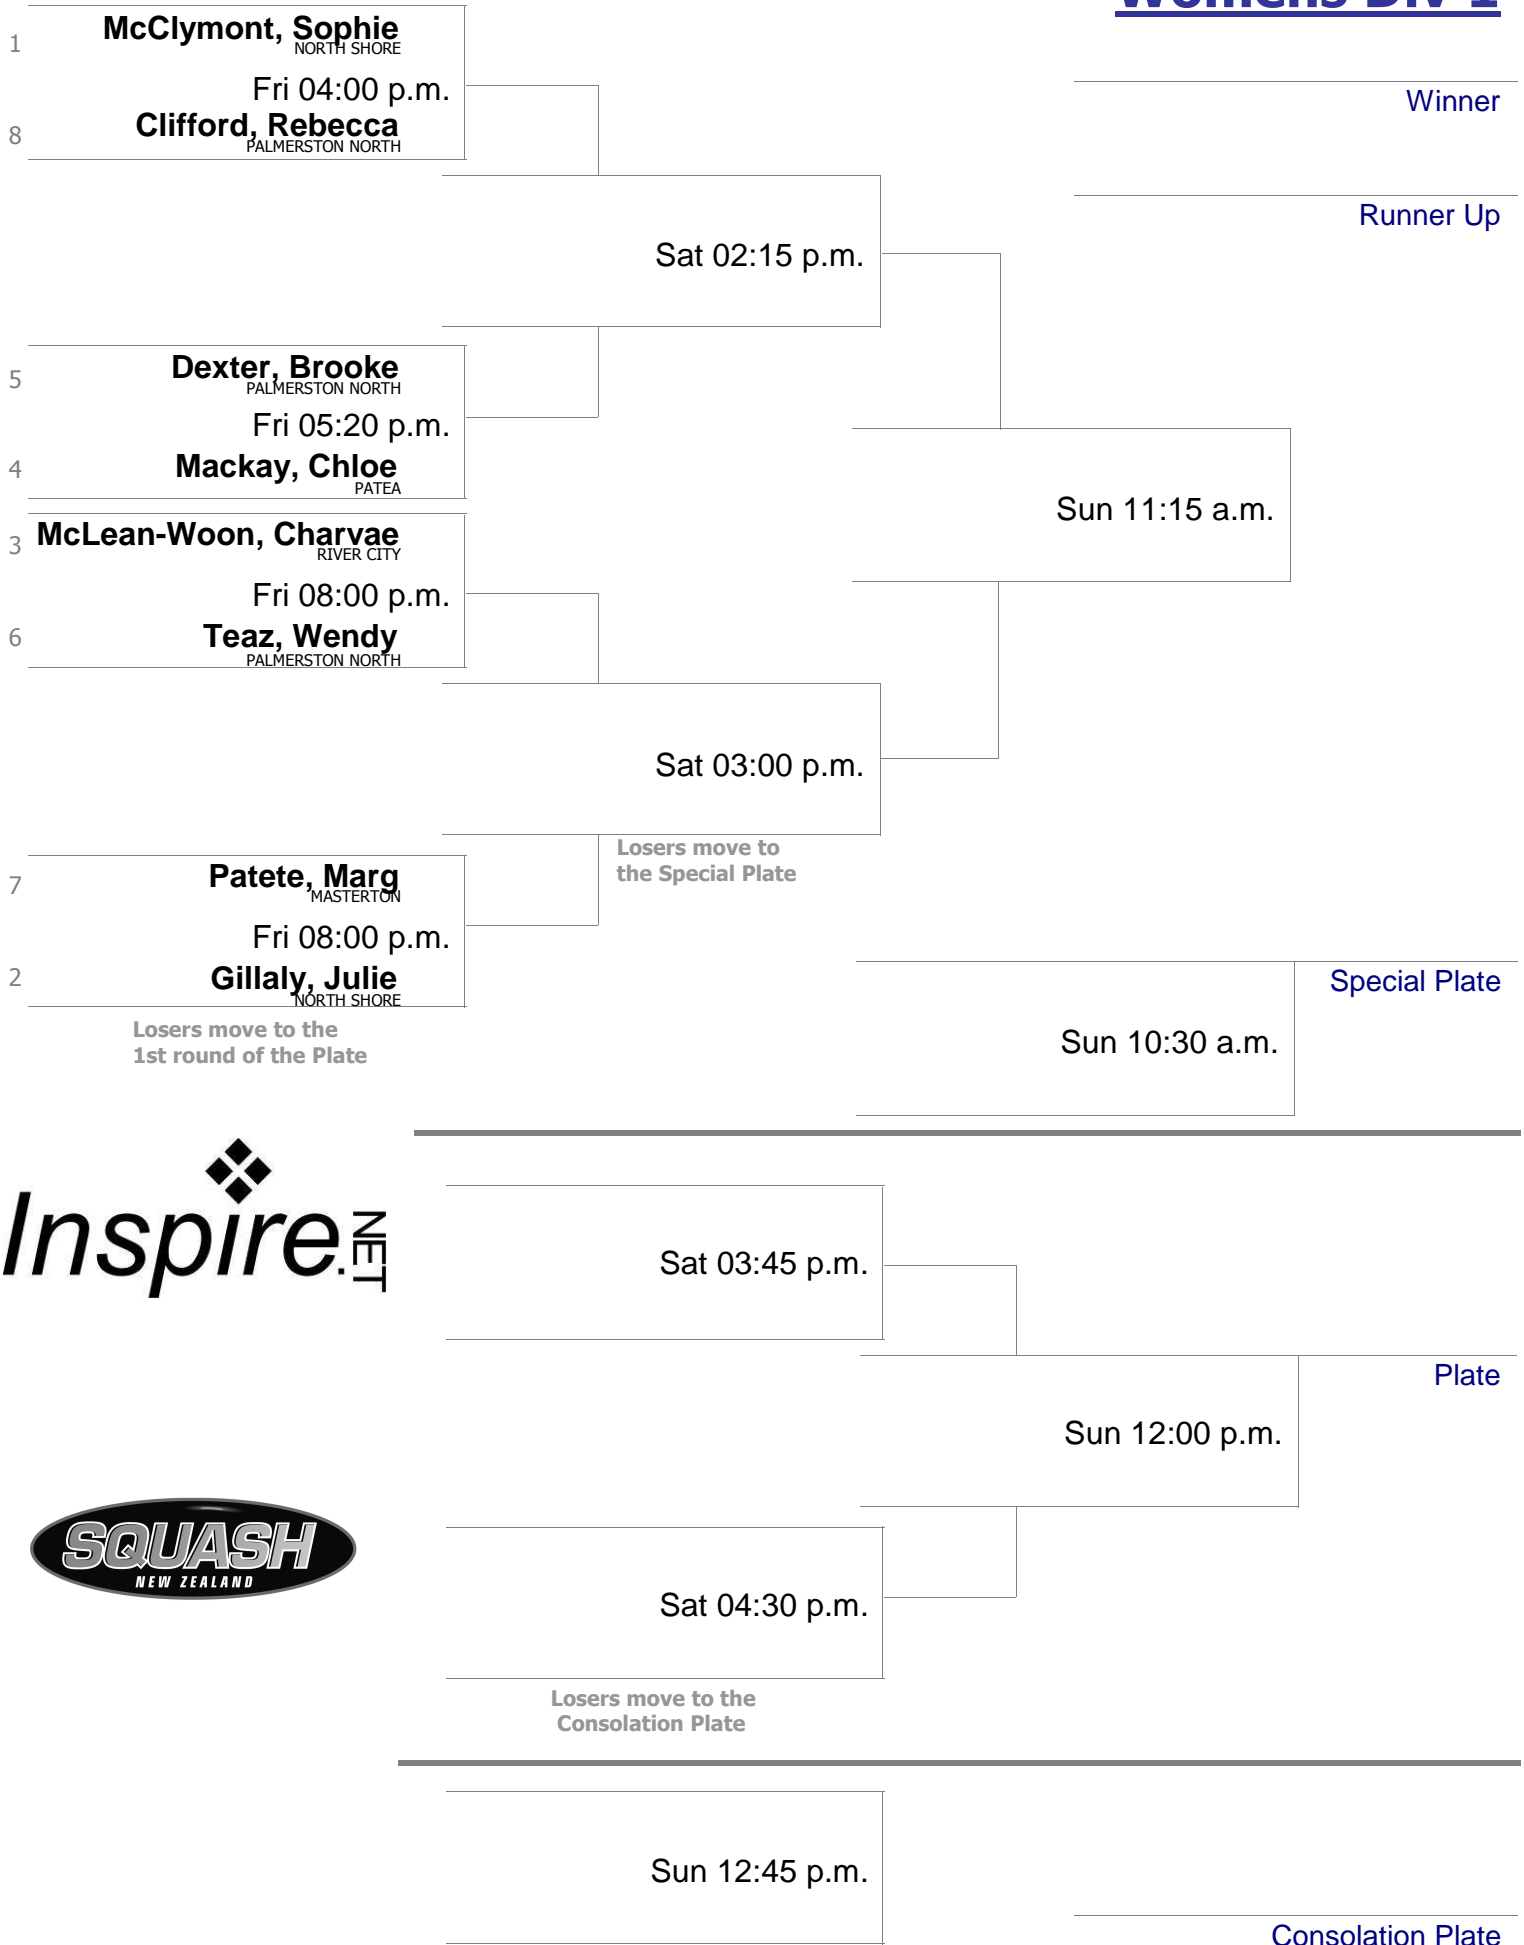 Womens Div 1
1
McClymont, Sophie
NORTH SHORE
Fri 04:00 p.m.
8
Clifford, Rebecca
PALMERSTON NORTH
Winner
Runner Up
Sat 02:15 p.m.
5
Dexter, Brooke
PALMERSTON NORTH
Fri 05:20 p.m.
4
Mackay, Chloe
PATEA
Sun 11:15 a.m.
3
McLean-Woon, Charvae
RIVER CITY
Fri 08:00 p.m.
6
Teaz, Wendy
PALMERSTON NORTH
Sat 03:00 p.m.
Losers move to
the Special Plate
7
Patete, Marg
MASTERTON
Fri 08:00 p.m.
2
Gillaly, Julie
NORTH SHORE
Losers move to the
1st round of the Plate
Special Plate
Sun 10:30 a.m.
Inspire.NET
Sat 03:45 p.m.
Plate
Sun 12:00 p.m.
SQUASH
NEW ZEALAND
Sat 04:30 p.m.
Losers move to the
Consolation Plate
Sun 12:45 p.m.
Consolation Plate